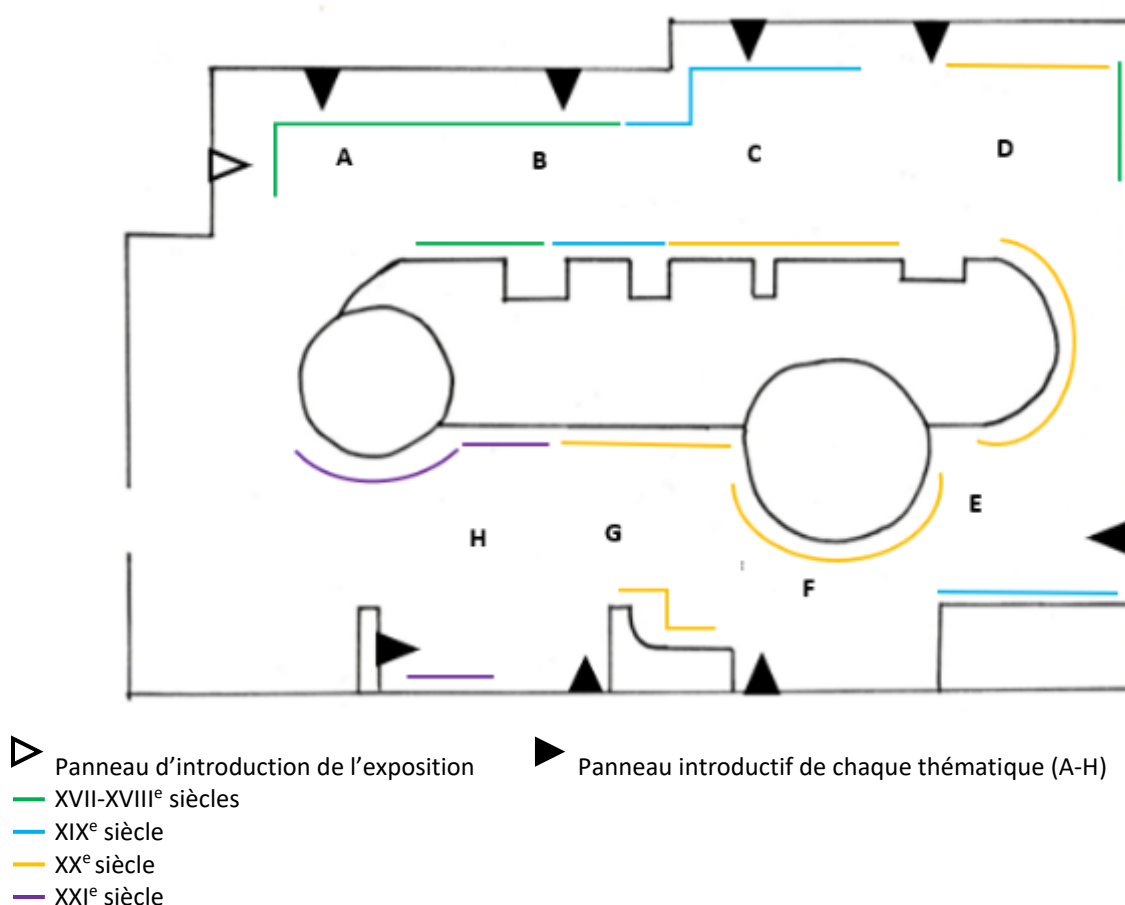 A
B
C
D
E
H
G
F
Panneau d'introduction de l'exposition
Panneau introductif de chaque thématique (A-H)
XVII-XVIIIᵉ siècles
XIXᵉ siècle
XXᵉ siècle
XXIᵉ siècle